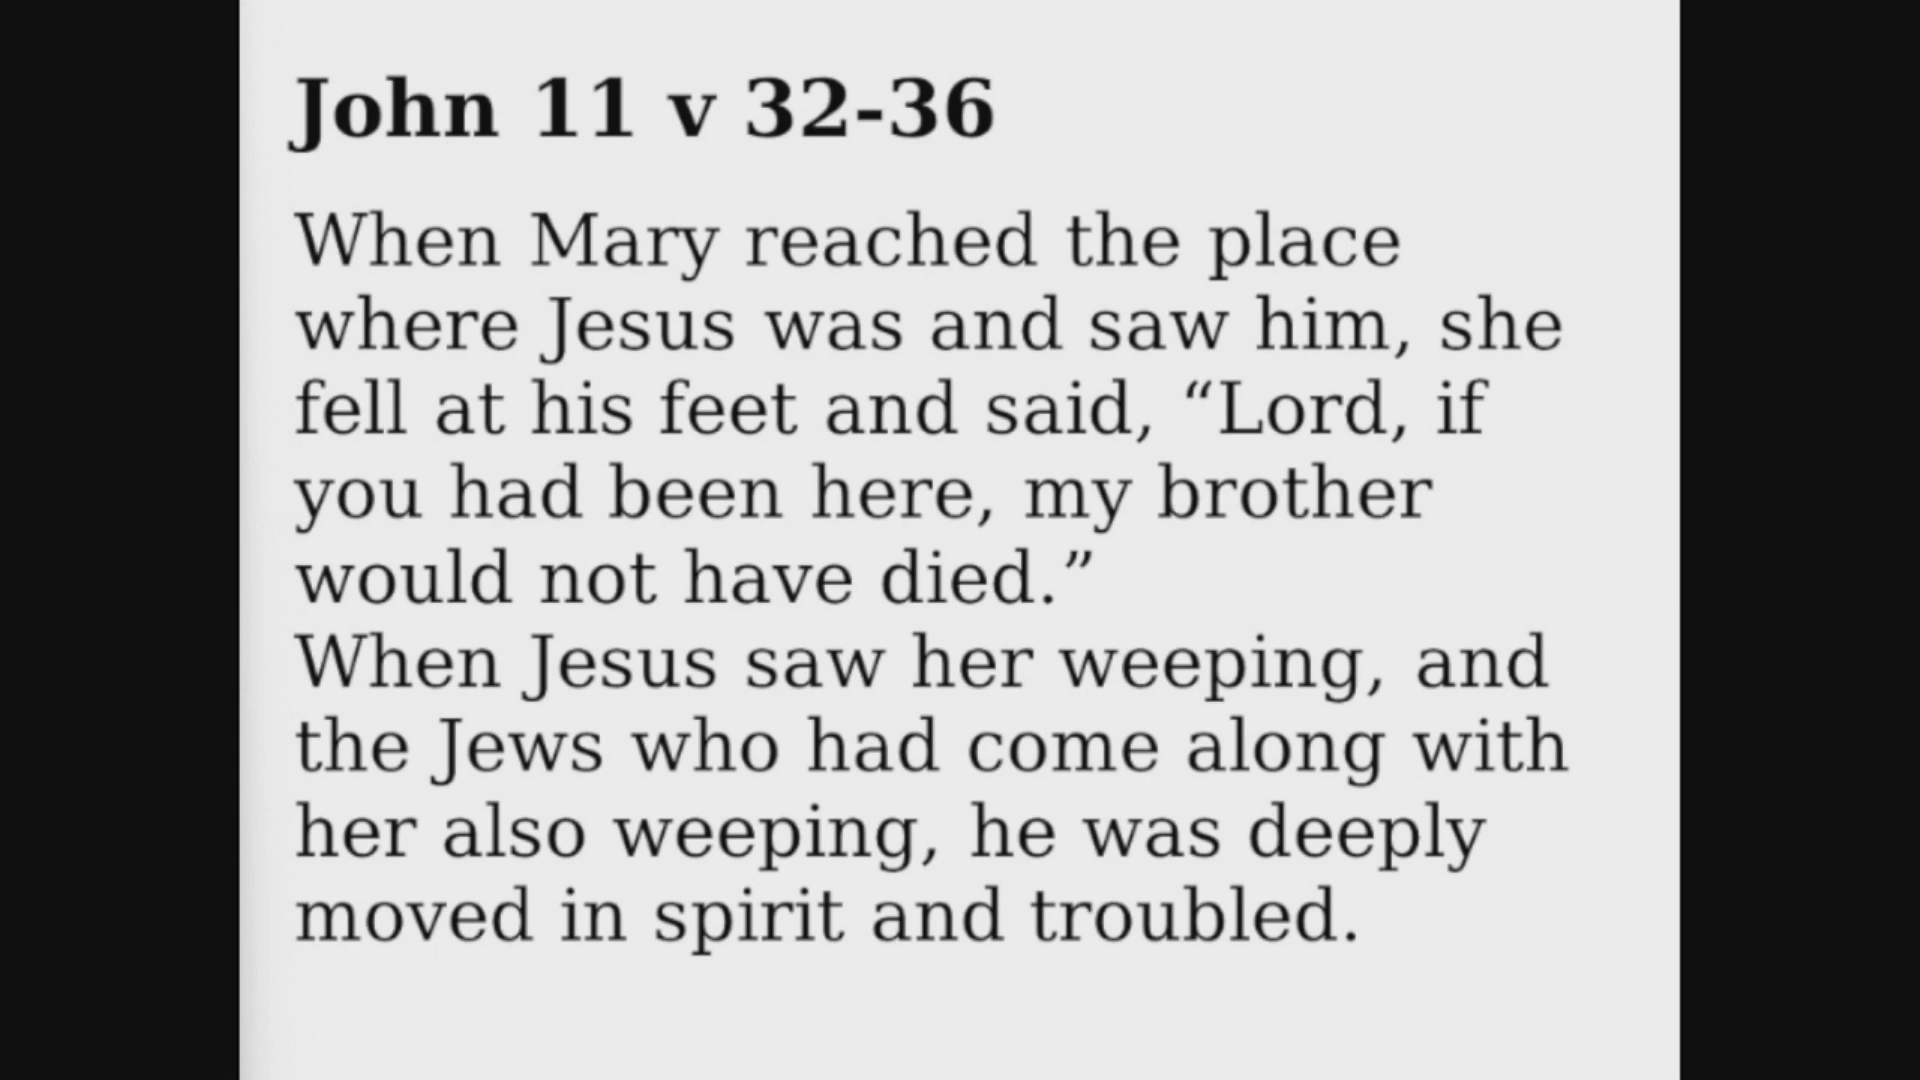 John 11 v 32-36
When Mary reached the place
where Jesus was and saw him, she
fell at his feet and said, “Lord, if
you had been here, my brother
would not have died.”
When Jesus saw her weeping, and
the Jews who had come along with
her also weeping, he was deeply
moved in spirit and troubled.